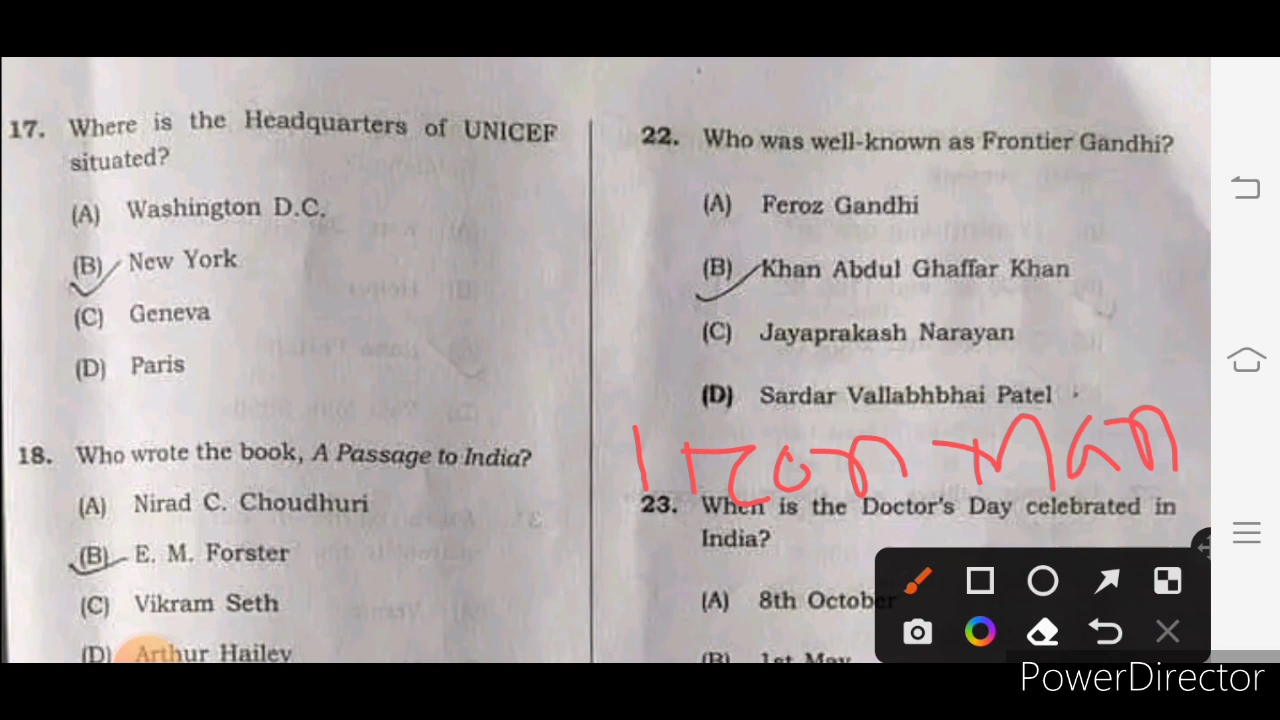 17. Where is the Headquarters of UNICEF
situated?
(A) Washington D.C.
(B) New York
(C) Geneva
(D) Paris
18. Who wrote the book, A Passage to India?
(A) Nirad C. Choudhuri
(B) E. M. Forster
(C) Vikram Seth
(D) Arthur Hailey
22. Who was well-known as Frontier Gandhi?
(A) Feroz Gandhi
(B) Khan Abdul Ghaffar Khan
(C) Jayaprakash Narayan
(D) Sardar Vallabhbhai Patel
Iron Man
23. When is the Doctor's Day celebrated in
India?
(A) 8th October
(B) 1st May
PowerDirector